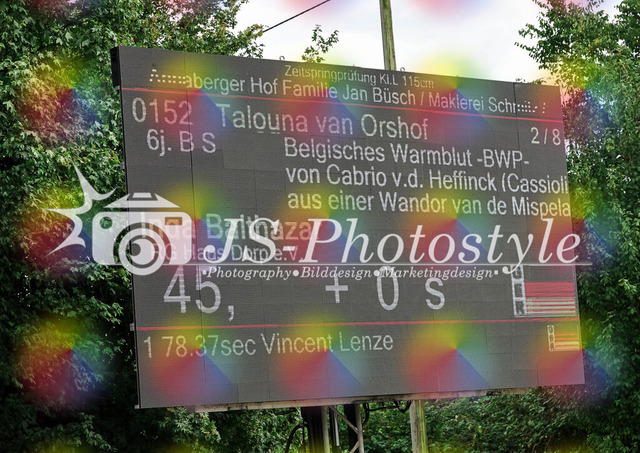 Zeitspringprüfung Kl.L 115cm
Hof Familie Jan Büsch / Maklerei
0152 Talouna van Orshof 2/8
6j. B S Belgisches Warmblut -BWP-
von Cabrio v.d. Heffinck (Cassioli
aus einer Wandor van de Mispela
JS-Photostyle
•Photography•Bilddesign•Marketingdesign•
45, + 0 s
1 78.37sec Vincent Lenze